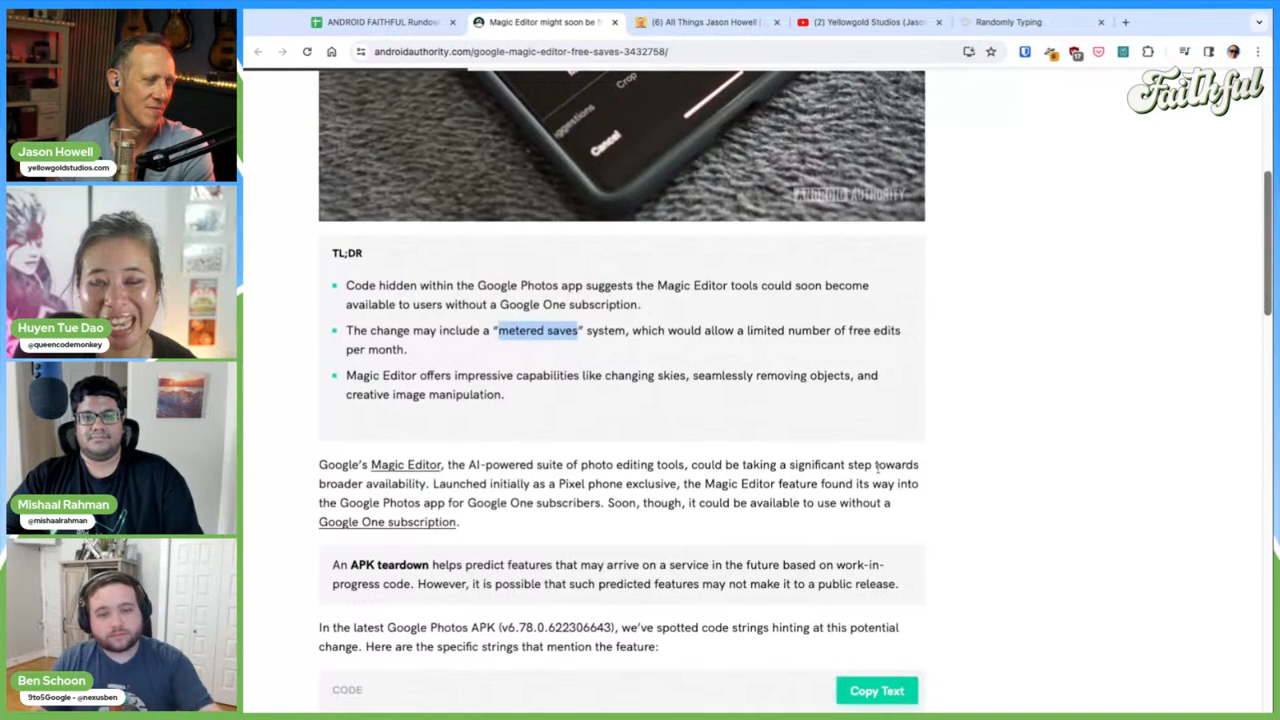 ANDROID FAITHFUL Rundow
Magic Editor might soon be f
(6) All Things Jason Howell |
(2) Yellowgold Studios (Jaso
Randomly Typing
androidauthority.com/google-magic-editor-free-saves-3432758/
Faithful
Jason Howell
yellowgoldstudios.com
Huyen Tue Dao
@queencodemonkey
Mishaal Rahman
@mishaalrahman
Ben Schoon
9to5Google - @nexusben
Crop
ggestions
Cancel
ANDROID AUTHORITY
TL;DR
Code hidden within the Google Photos app suggests the Magic Editor tools could soon become
available to users without a Google One subscription.
The change may include a “metered saves” system, which would allow a limited number of free edits
per month.
Magic Editor offers impressive capabilities like changing skies, seamlessly removing objects, and
creative image manipulation.
Google’s Magic Editor, the AI-powered suite of photo editing tools, could be taking a significant step towards
broader availability. Launched initially as a Pixel phone exclusive, the Magic Editor feature found its way into
the Google Photos app for Google One subscribers. Soon, though, it could be available to use without a
Google One subscription.
An APK teardown helps predict features that may arrive on a service in the future based on work-in-
progress code. However, it is possible that such predicted features may not make it to a public release.
In the latest Google Photos APK (v6.78.0.622306643), we’ve spotted code strings hinting at this potential
change. Here are the specific strings that mention the feature:
CODE
Copy Text